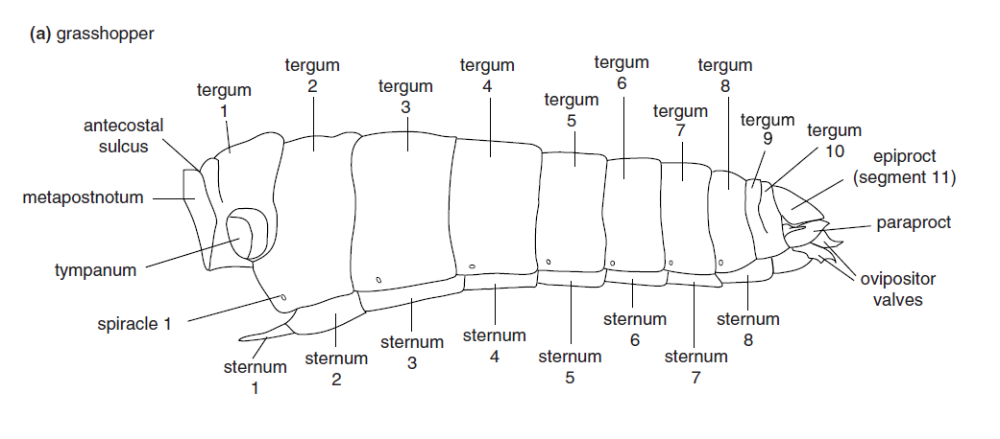 (a) grasshopper
tergum
1
tergum
2
tergum
3
tergum
4
tergum
5
tergum
6
tergum
7
tergum
8
tergum
9
tergum
10
epiproct
(segment 11)
paraproct
ovipositor
valves
antecostal
sulcus
metapostnotum
tympanum
spiracle 1
sternum
1
sternum
2
sternum
3
sternum
4
sternum
5
sternum
6
sternum
7
sternum
8